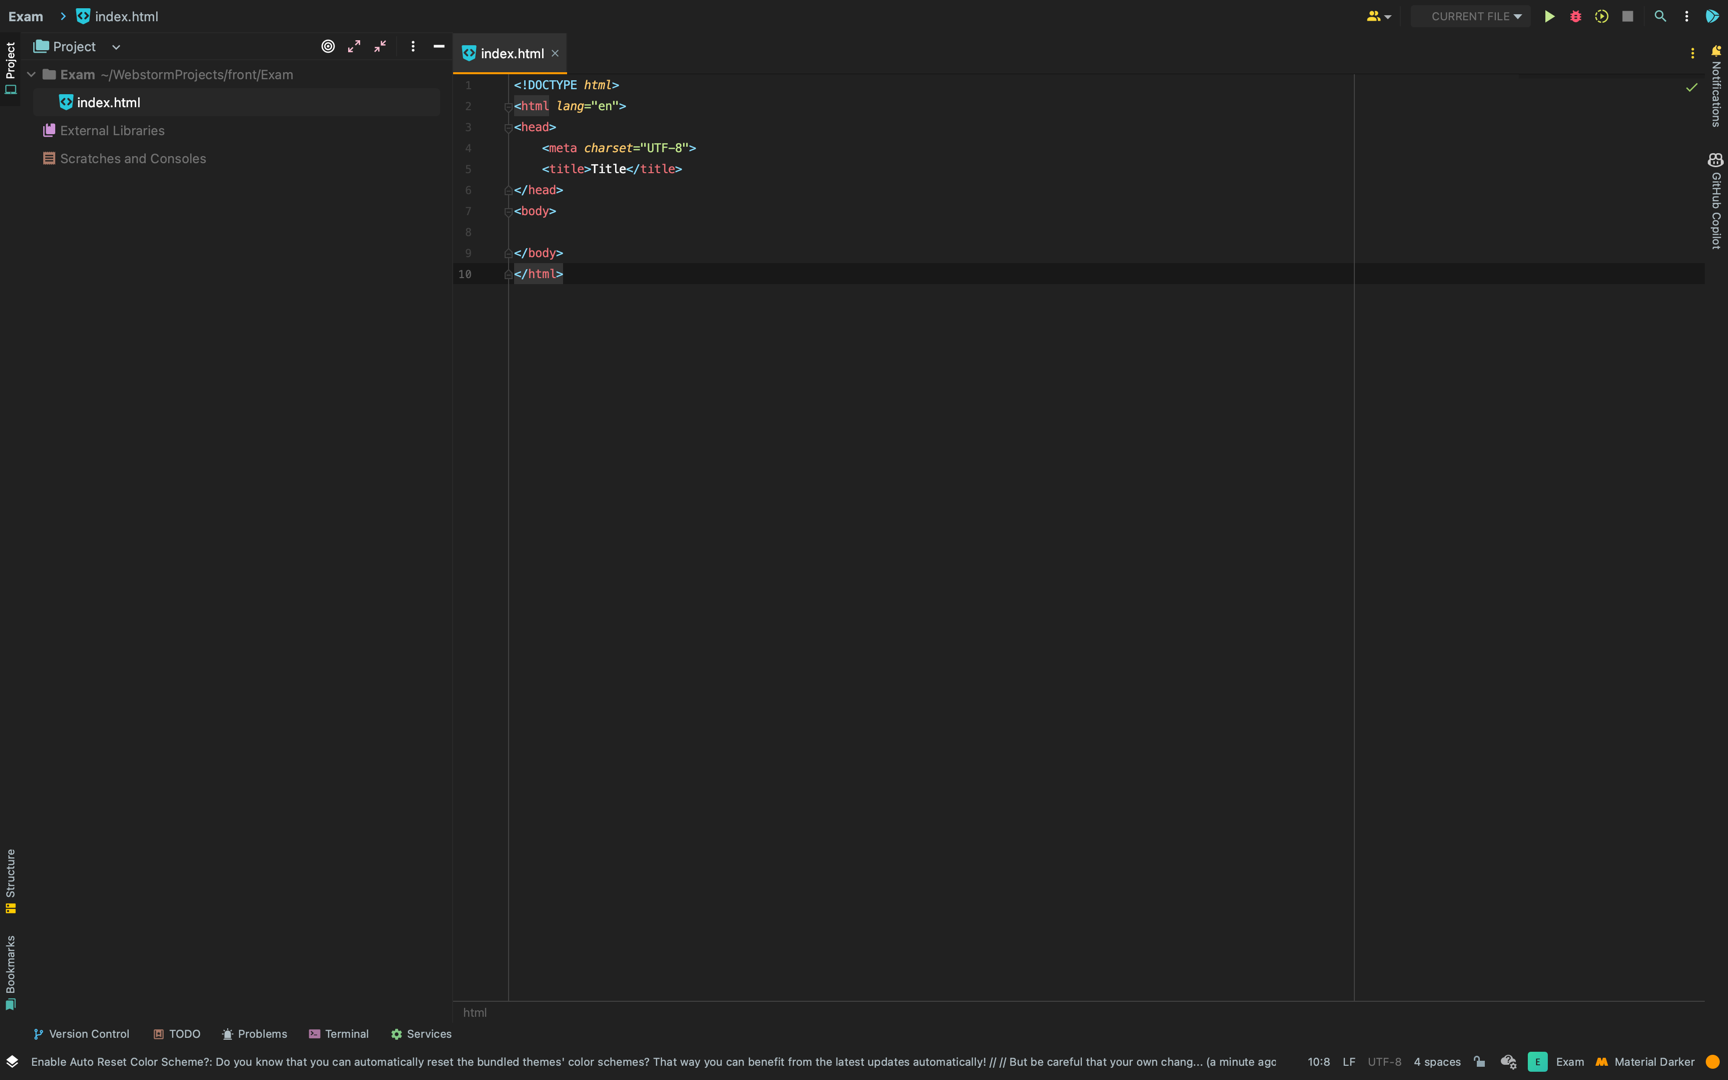 Exam
index.html
CURRENT FILE
Project
Project
index.html
Exam ~/WebstormProjects/front/Exam
index.html
External Libraries
Scratches and Consoles
1 <!DOCTYPE html>
2 <html lang="en">
3 <head>
4 <meta charset="UTF-8">
5 <title>Title</title>
6 </head>
7 <body>
8
9 </body>
10 </html>
Notifications
GitHub Copilot
Structure
Bookmarks
html
Version Control TODO Problems Terminal Services
Enable Auto Reset Color Scheme?: Do you know that you can automatically reset the bundled themes' color schemes? That way you can benefit from the latest updates automatically! // // But be careful that your own chang... (a minute ago
10:8 LF UTF-8 4 spaces E Exam Material Darker